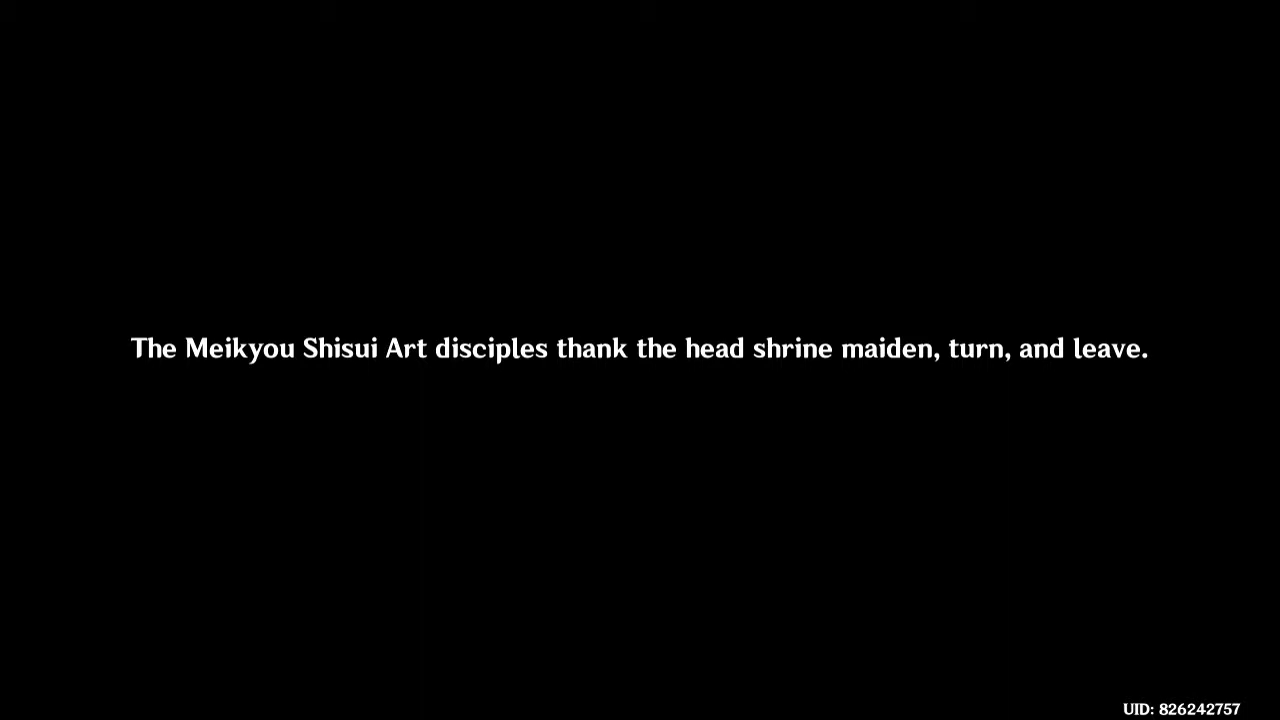 The Meikyou Shisui Art disciples thank the head shrine maiden, turn, and leave.
UID: 826242757